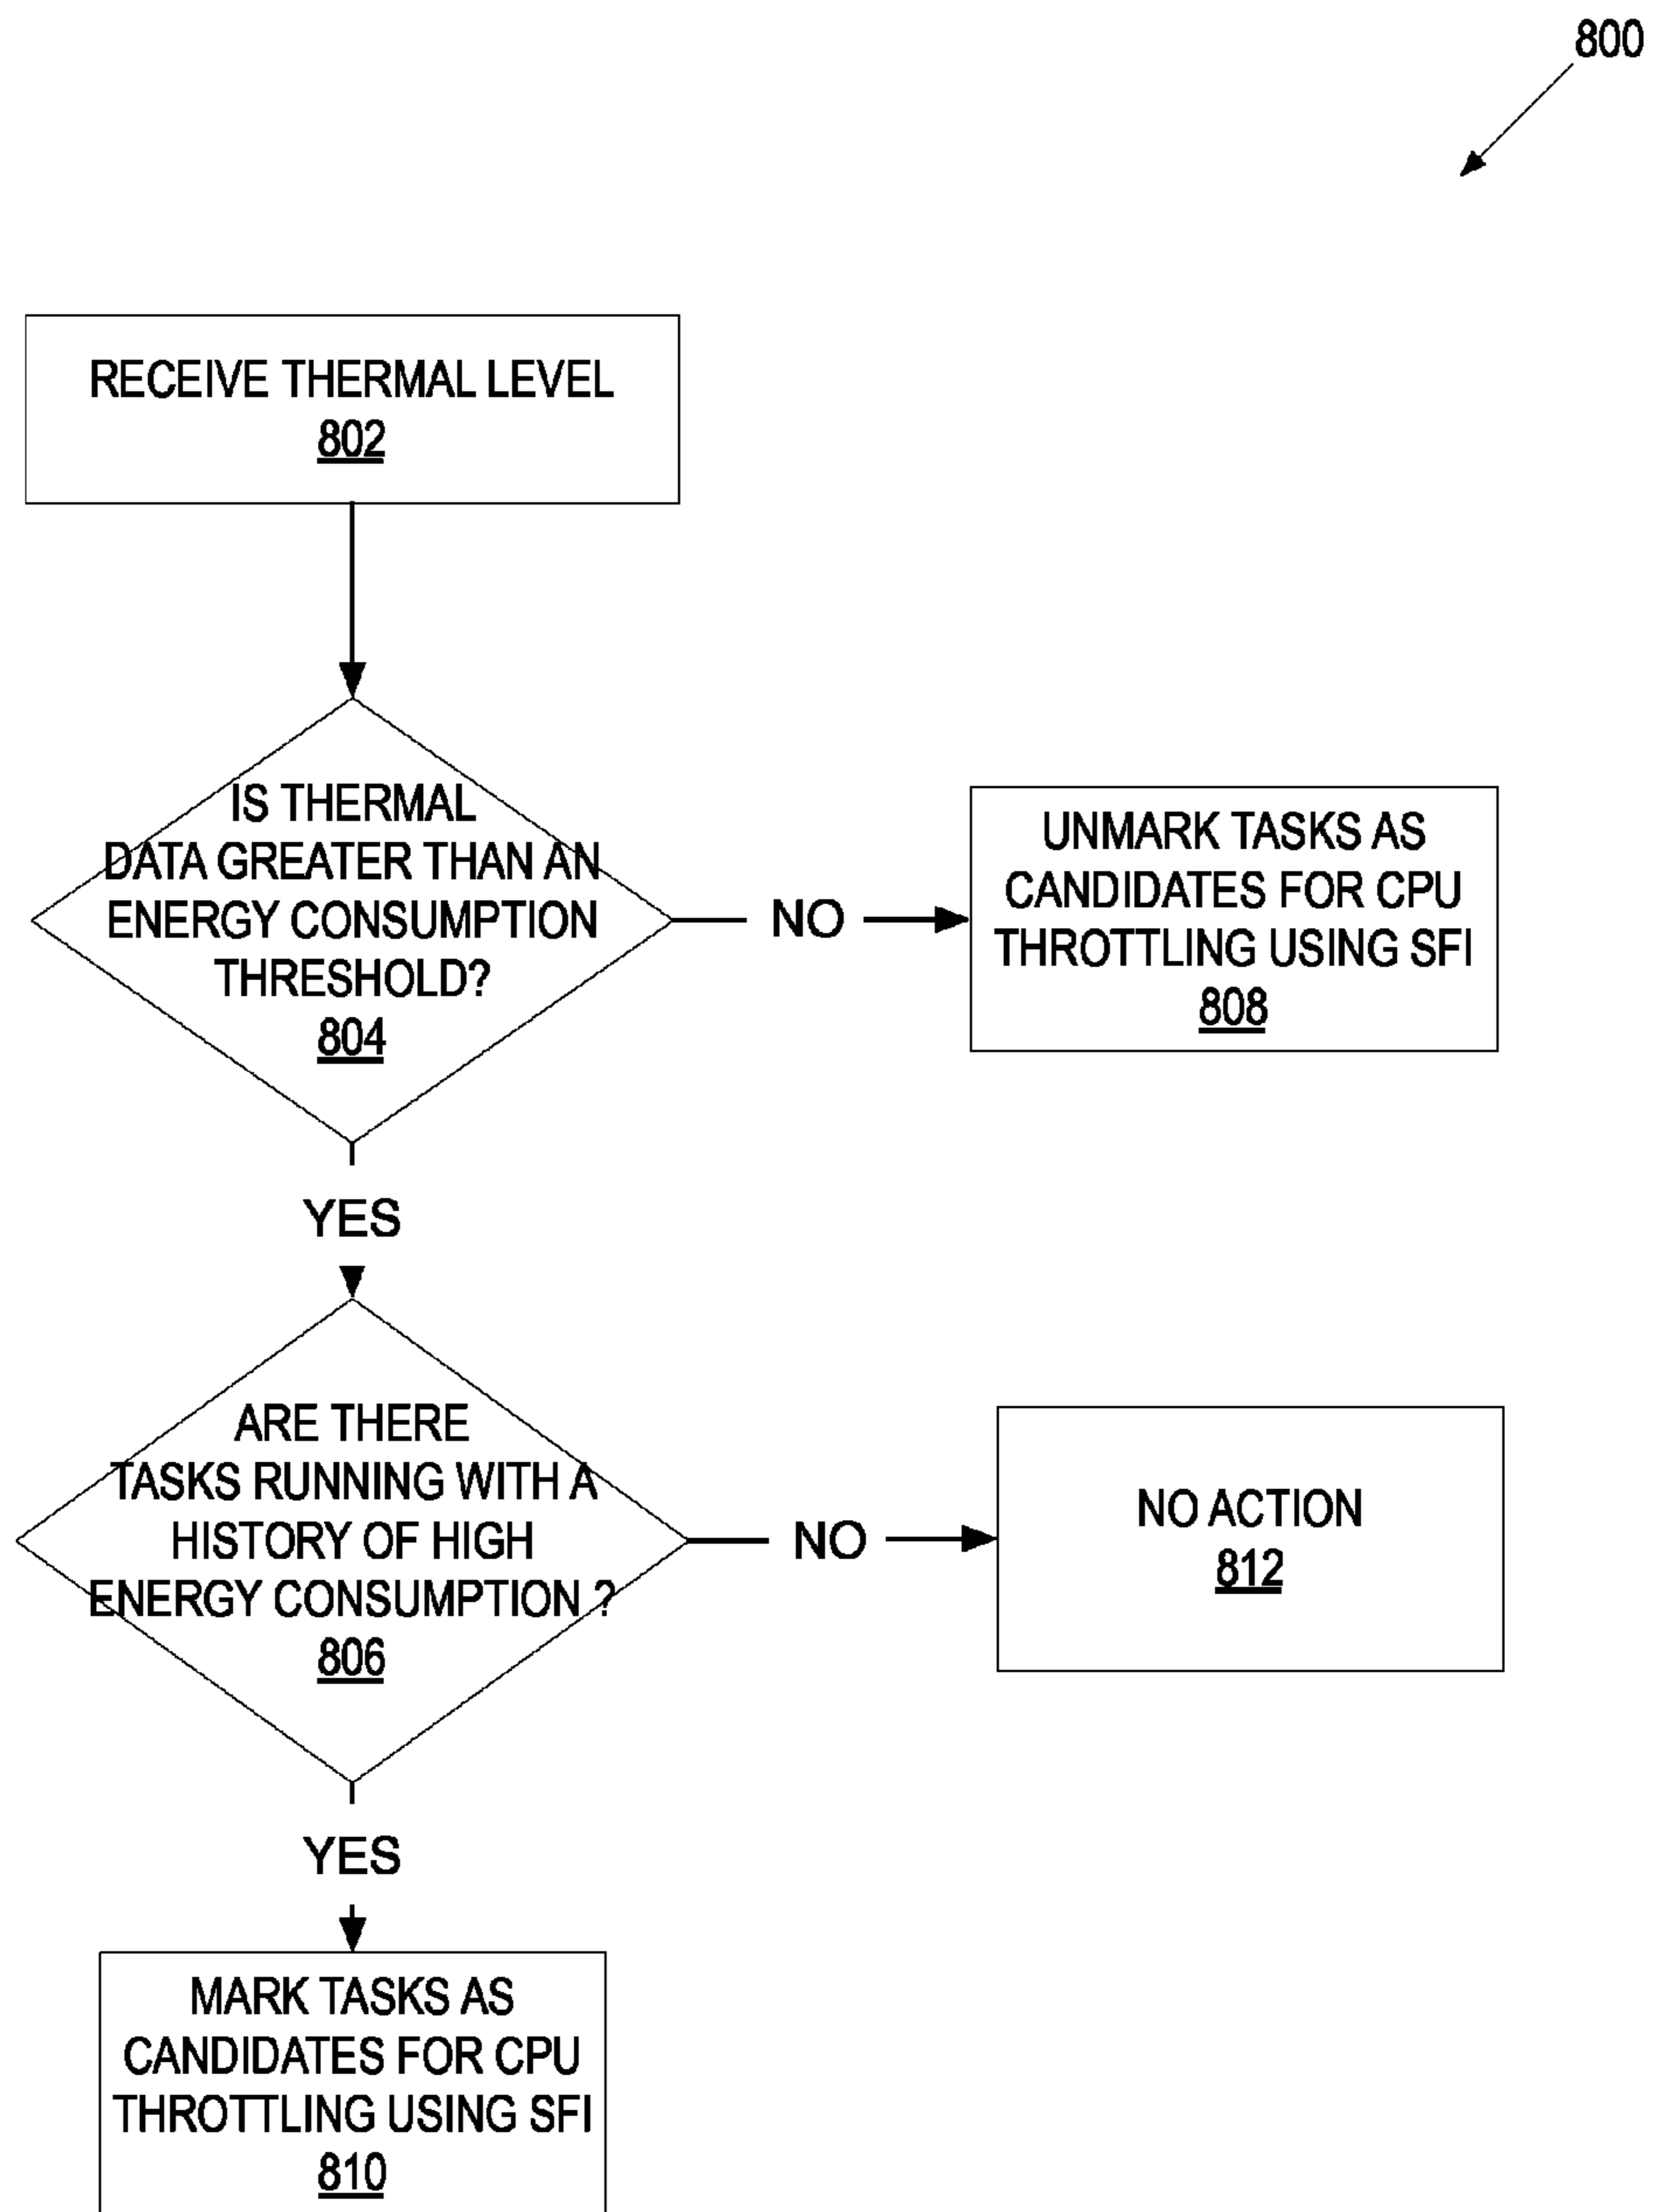 800
RECEIVE THERMAL LEVEL
802
IS THERMAL
DATA GREATER THAN AN
ENERGY CONSUMPTION
THRESHOLD?
804
NO
UNMARK TASKS AS
CANDIDATES FOR CPU
THROTTLING USING SFI
808
YES
ARE THERE
TASKS RUNNING WITH A
HISTORY OF HIGH
ENERGY CONSUMPTION ?
806
NO
NO ACTION
812
YES
MARK TASKS AS
CANDIDATES FOR CPU
THROTTLING USING SFI
810